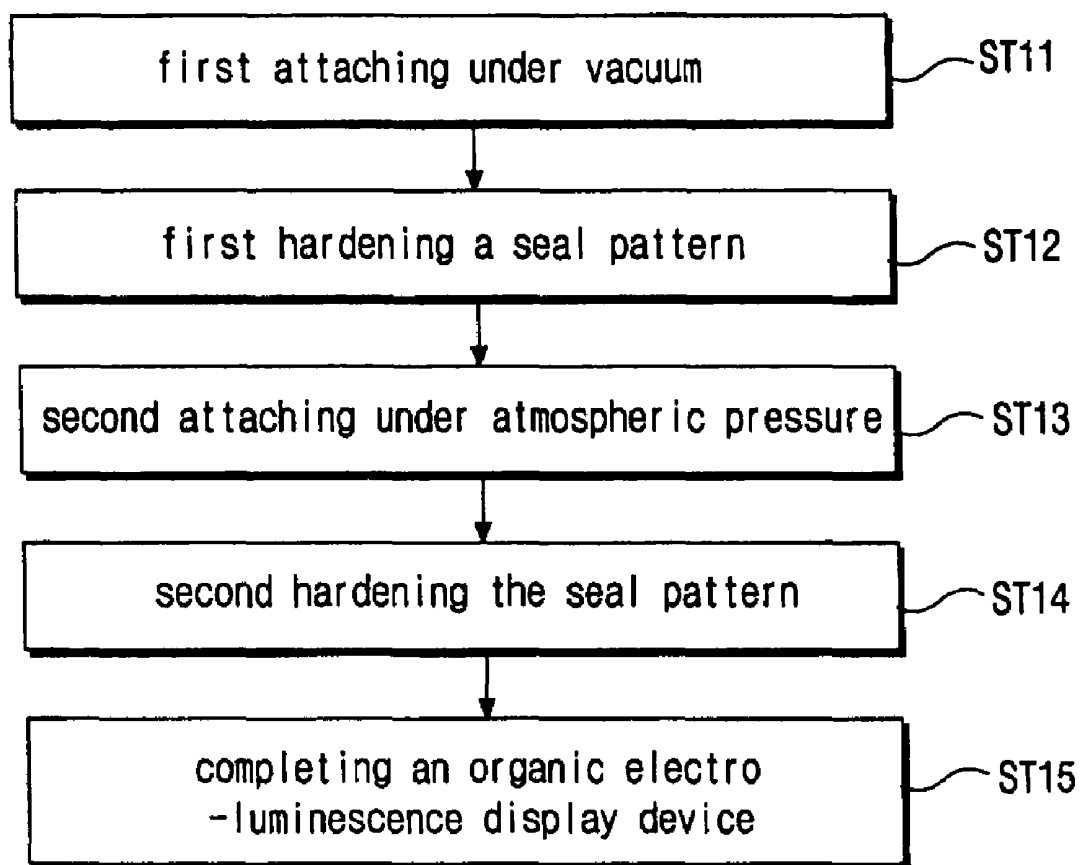 first attaching under vacuum
ST11
first hardening a seal pattern
ST12
second attaching under atmospheric pressure
ST13
second hardening the seal pattern
ST14
completing an organic electro
-luminescence display device
ST15